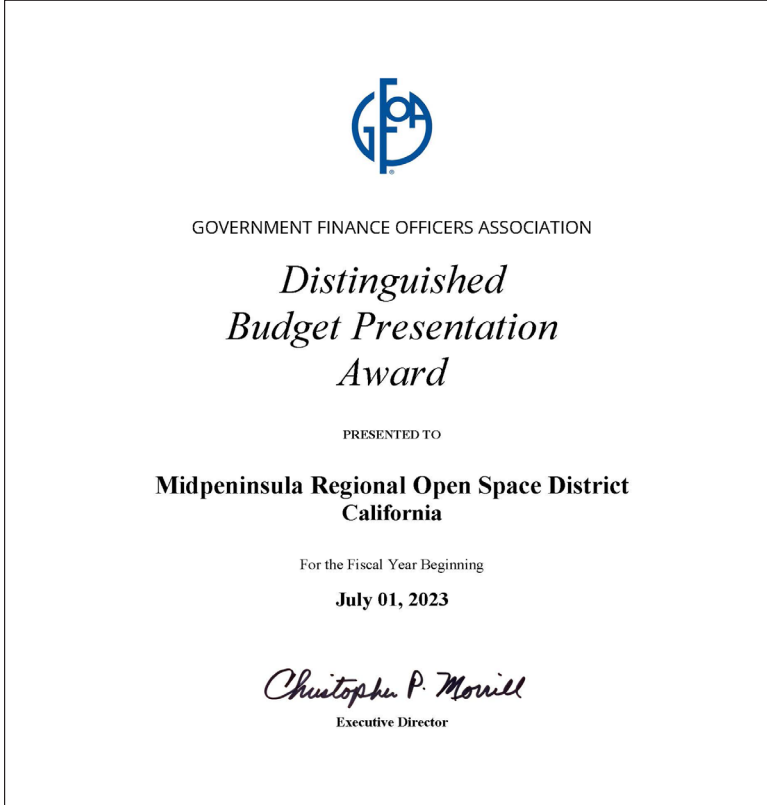 GFOA
GOVERNMENT FINANCE OFFICERS ASSOCIATION
Distinguished
Budget Presentation
Award
PRESENTED TO
Midpeninsula Regional Open Space District
California
For the Fiscal Year Beginning
July 01, 2023
Christopher P. Morrill
Executive Director